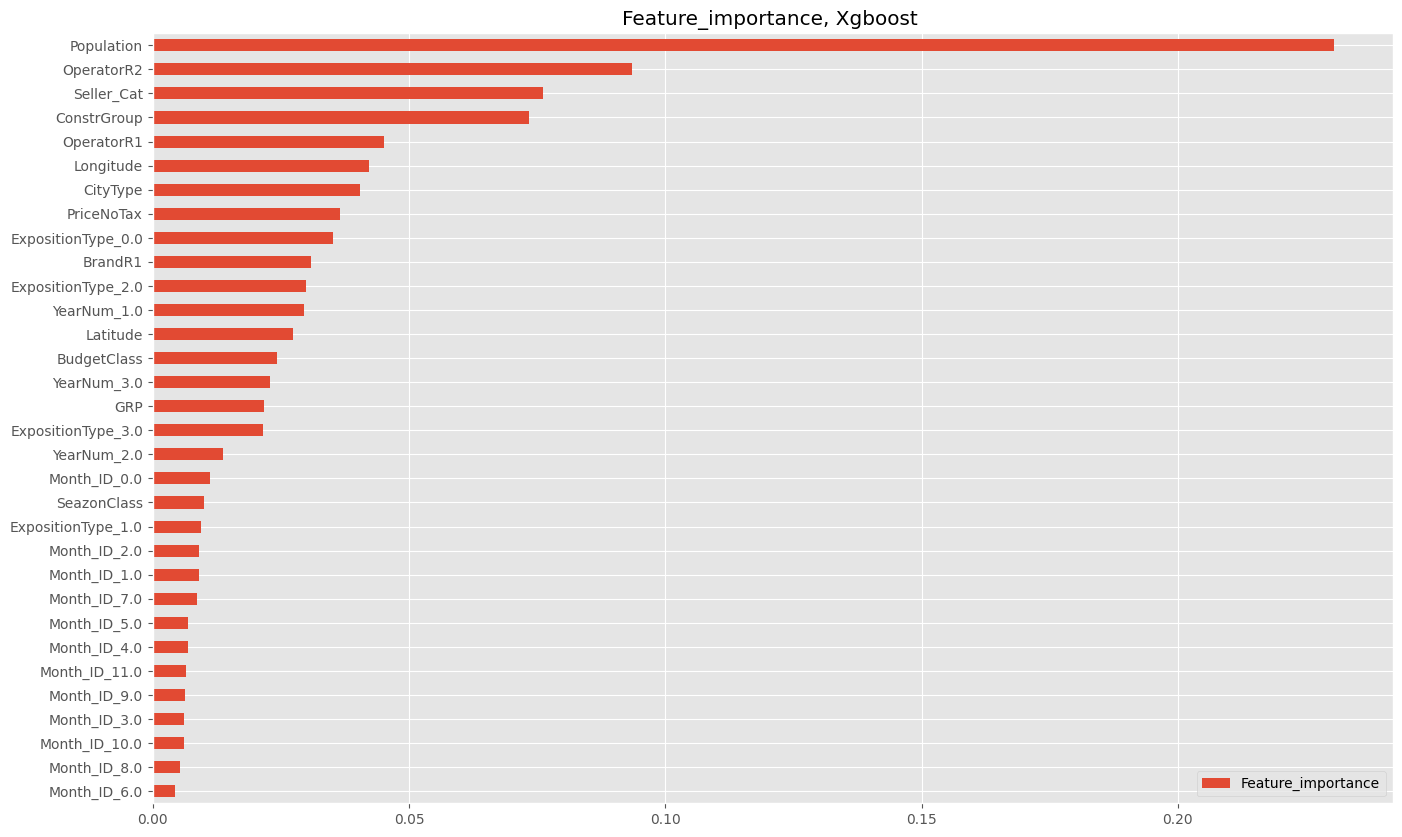 Feature_importance, Xgboost
Population
OperatorR2
Seller_Cat
ConstrGroup
OperatorR1
Longitude
CityType
PriceNoTax
ExpositionType_0.0
BrandR1
ExpositionType_2.0
YearNum_1.0
Latitude
BudgetClass
YearNum_3.0
GRP
ExpositionType_3.0
YearNum_2.0
Month_ID_0.0
SeazonClass
ExpositionType_1.0
Month_ID_2.0
Month_ID_1.0
Month_ID_7.0
Month_ID_5.0
Month_ID_4.0
Month_ID_11.0
Month_ID_9.0
Month_ID_3.0
Month_ID_10.0
Month_ID_8.0
Month_ID_6.0
Feature_importance
0.00 0.05 0.10 0.15 0.20